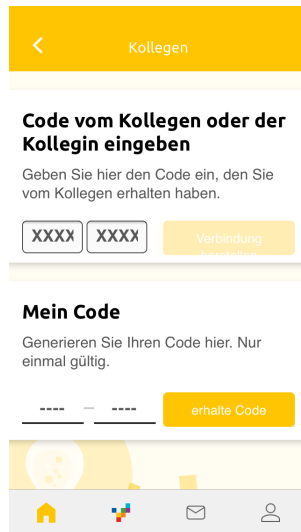 Kollegen
Code vom Kollegen oder der
Kollegin eingeben
Geben Sie hier den Code ein, den Sie
vom Kollegen erhalten haben.
XXXX XXXX Verbindung
herstellen
Mein Code
Generieren Sie Ihren Code hier. Nur
einmal gültig.
---- – ---- erhalte Code